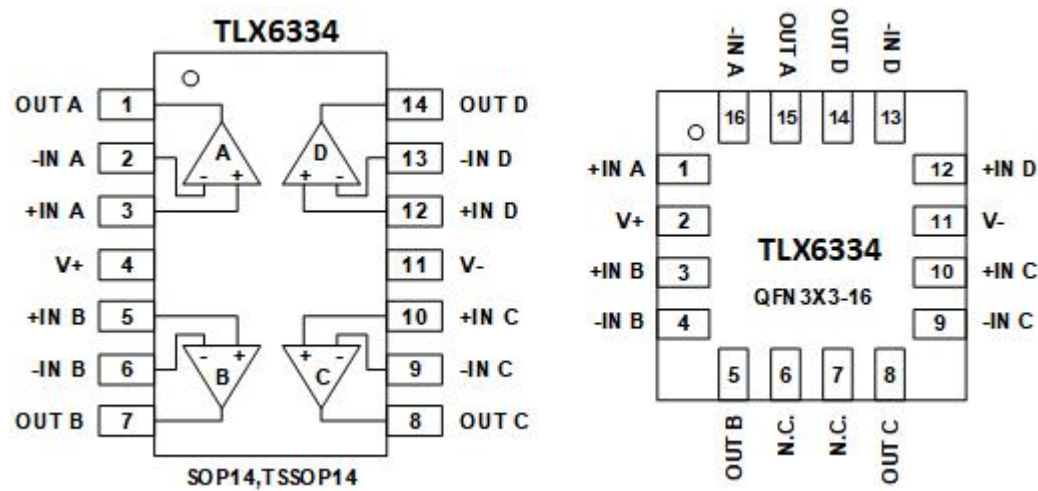 TLX6334
OUT A 1 14 OUT D
-IN A 2 A D 13 -IN D
- + + -
+IN A 3 12 +IN D
V+ 4 11 V-
+IN B 5 10 +IN C
- + + -
-IN B 6 B C 9 -IN C
OUT B 7 8 OUT C
SOP14,TSSOP14
-IN A OUT A OUT D -IN D
16 15 14 13
+IN A 1 12 +IN D
V+ 2 11 V-
TLX6334
+IN B 3 10 +IN C
QFN 3X3-16
-IN B 4 9 -IN C
5 6 7 8
OUT B N.C. N.C. OUT C